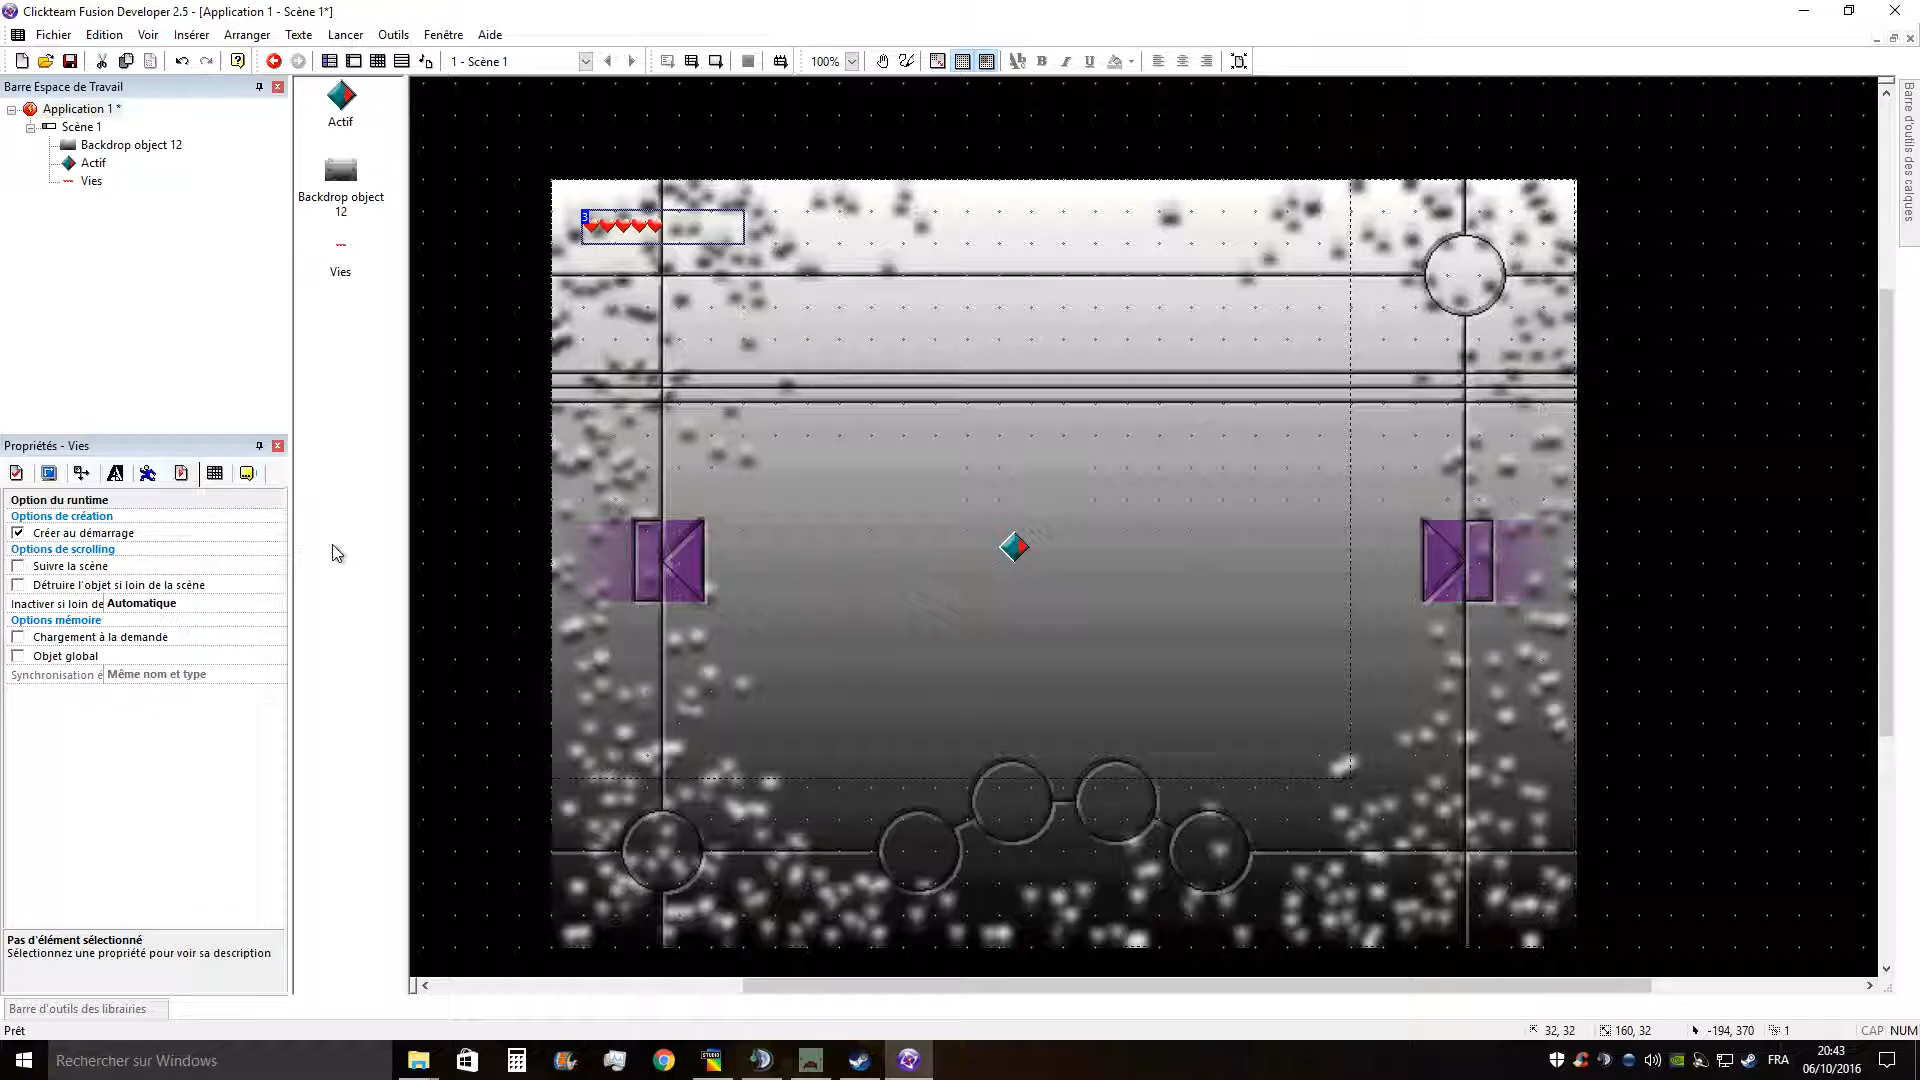 Clickteam Fusion Developer 2.5 - [Application 1 - Scène 1*]
Fichier Edition Voir Insérer Arranger Texte Lancer Outils Fenêtre Aide
1 - Scène 1
100%
B I U
Barre Espace de Travail
Application 1 *
Scène 1
Backdrop object 12
Actif
Vies
Actif
Backdrop object
12
Vies
3
Barre d'outils des calques
Propriétés - Vies
Option du runtime
Options de création
Créer au démarrage
Options de scrolling
Suivre la scène
Détruire l'objet si loin de la scène
Inactiver si loin de Automatique
Options mémoire
Chargement à la demande
Objet global
Synchronisation é Même nom et type
Pas d'élément sélectionné
Sélectionnez une propriété pour voir sa description
Barre d'outils des librairies
Prêt
32, 32
160, 32
-194, 370
1
CAP NUM
Rechercher sur Windows
STUDIO
FRA
20:43
06/10/2016